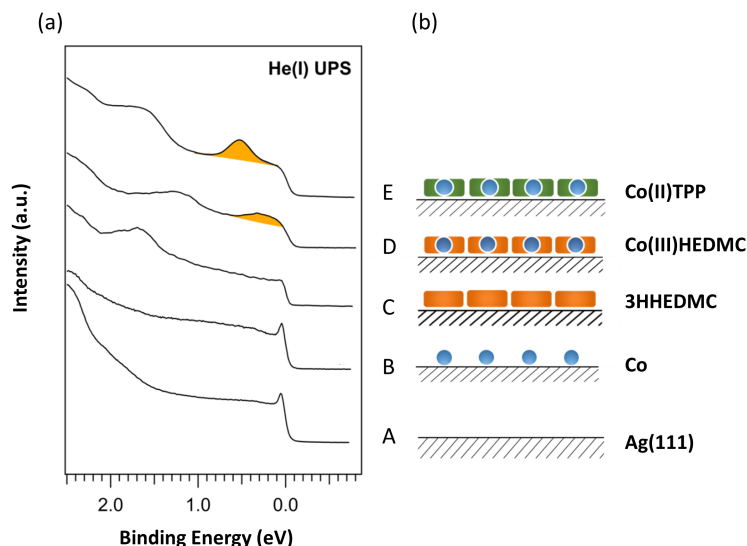 (a)
(b)
He(I) UPS
Intensity (a.u.)
2.0 1.0 0.0
Binding Energy (eV)
E Co(II)TPP
D Co(III)HEDMC
C 3HHEDMC
B Co
A Ag(111)